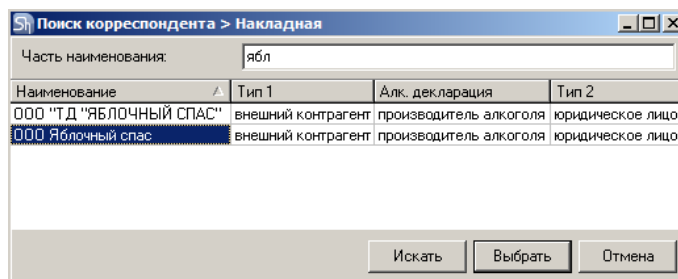 Sh Поиск корреспондента > Накладная
Часть наименования: ябл
Наименование Тип 1 Алк. декларация Тип 2
ООО "ТД "ЯБЛОЧНЫЙ СПАС" внешний контрагент производитель алкоголя юридическое лицо
ООО Яблочный спас внешний контрагент производитель алкоголя юридическое лицо
Искать Выбрать Отмена